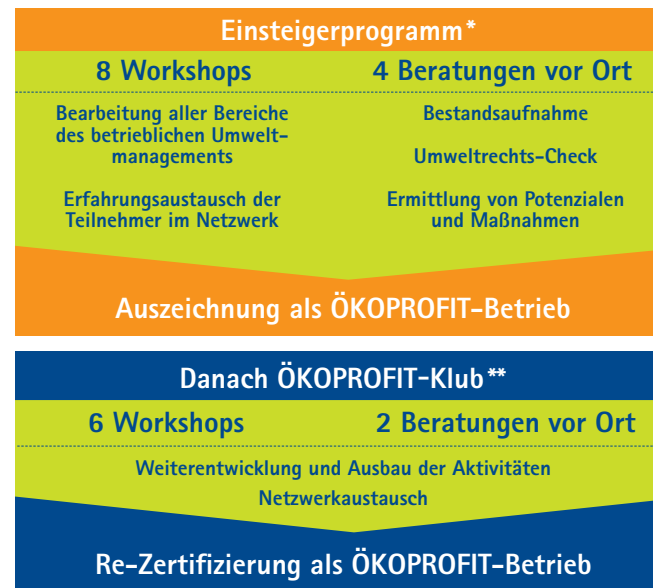 Einsteigerprogramm*
8 Workshops
4 Beratungen vor Ort
Bearbeitung aller Bereiche
des betrieblichen Umwelt-
managements
Erfahrungsaustausch der
Teilnehmer im Netzwerk
Bestandsaufnahme
Umweltrechts-Check
Ermittlung von Potenzialen
und Maßnahmen
Auszeichnung als ÖKOPROFIT-Betrieb
Danach ÖKOPROFIT-Klub**
6 Workshops
2 Beratungen vor Ort
Weiterentwicklung und Ausbau der Aktivitäten
Netzwerkaustausch
Re-Zertifizierung als ÖKOPROFIT-Betrieb